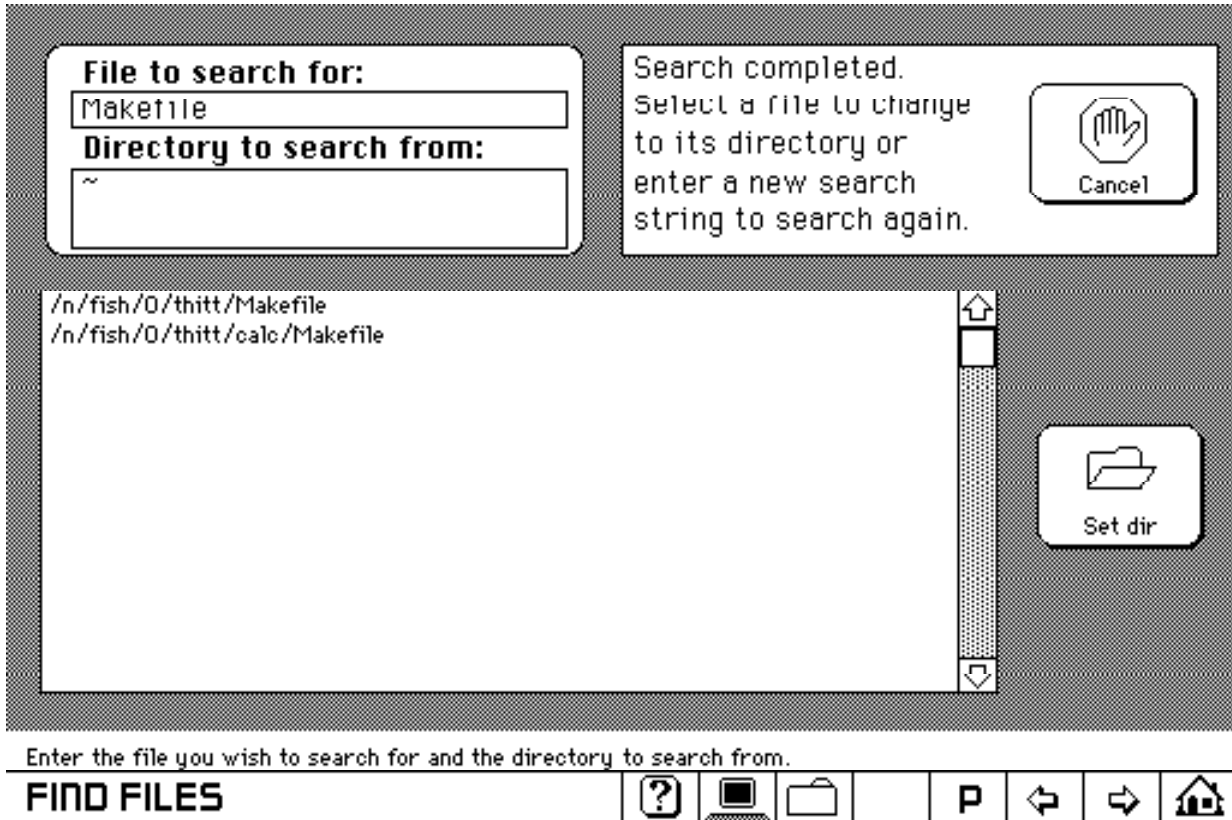 File to search for:
Makefile
Directory to search from:
~
Search completed.
Select a file to change
to its directory or
enter a new search
string to search again.
Cancel
/n/fish/0/thitt/Makefile
/n/fish/0/thitt/calc/Makefile
Set dir
Enter the file you wish to search for and the directory to search from.
FIND FILES
?
P